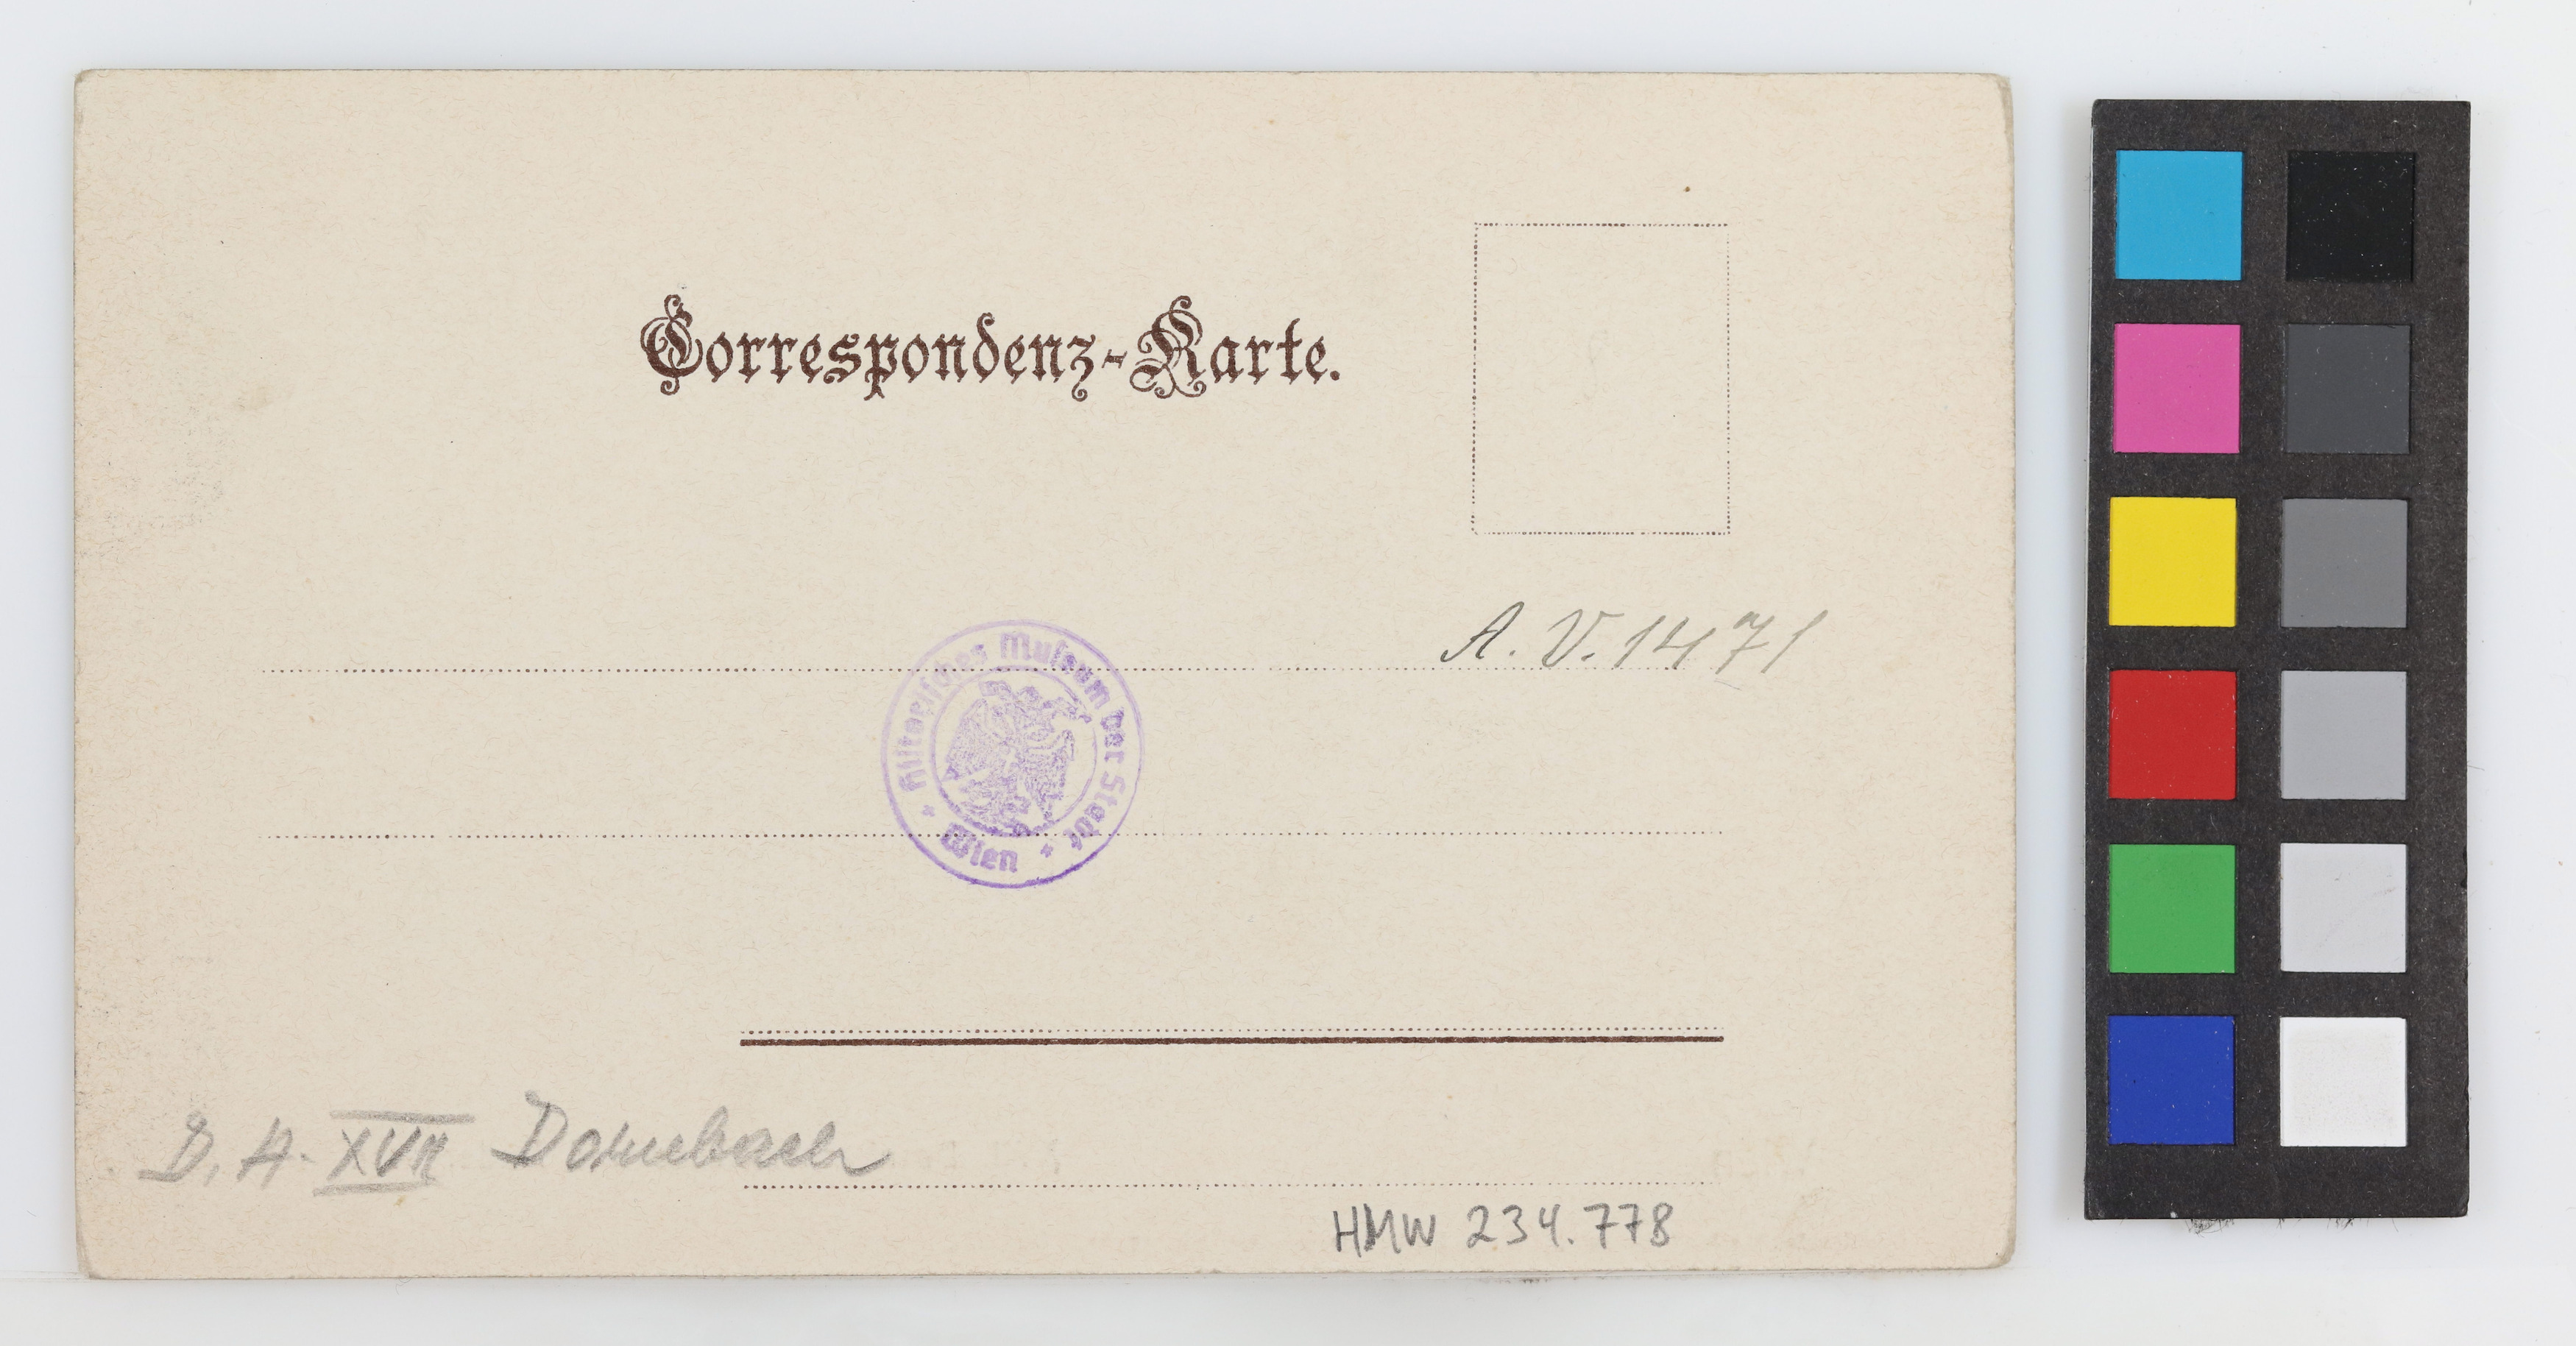 Correspondenz-Karte.
A. V. 1471
Historisches Museum der Stadt
* Wien *
D. A. XVII Dornbach
HMW 234.778